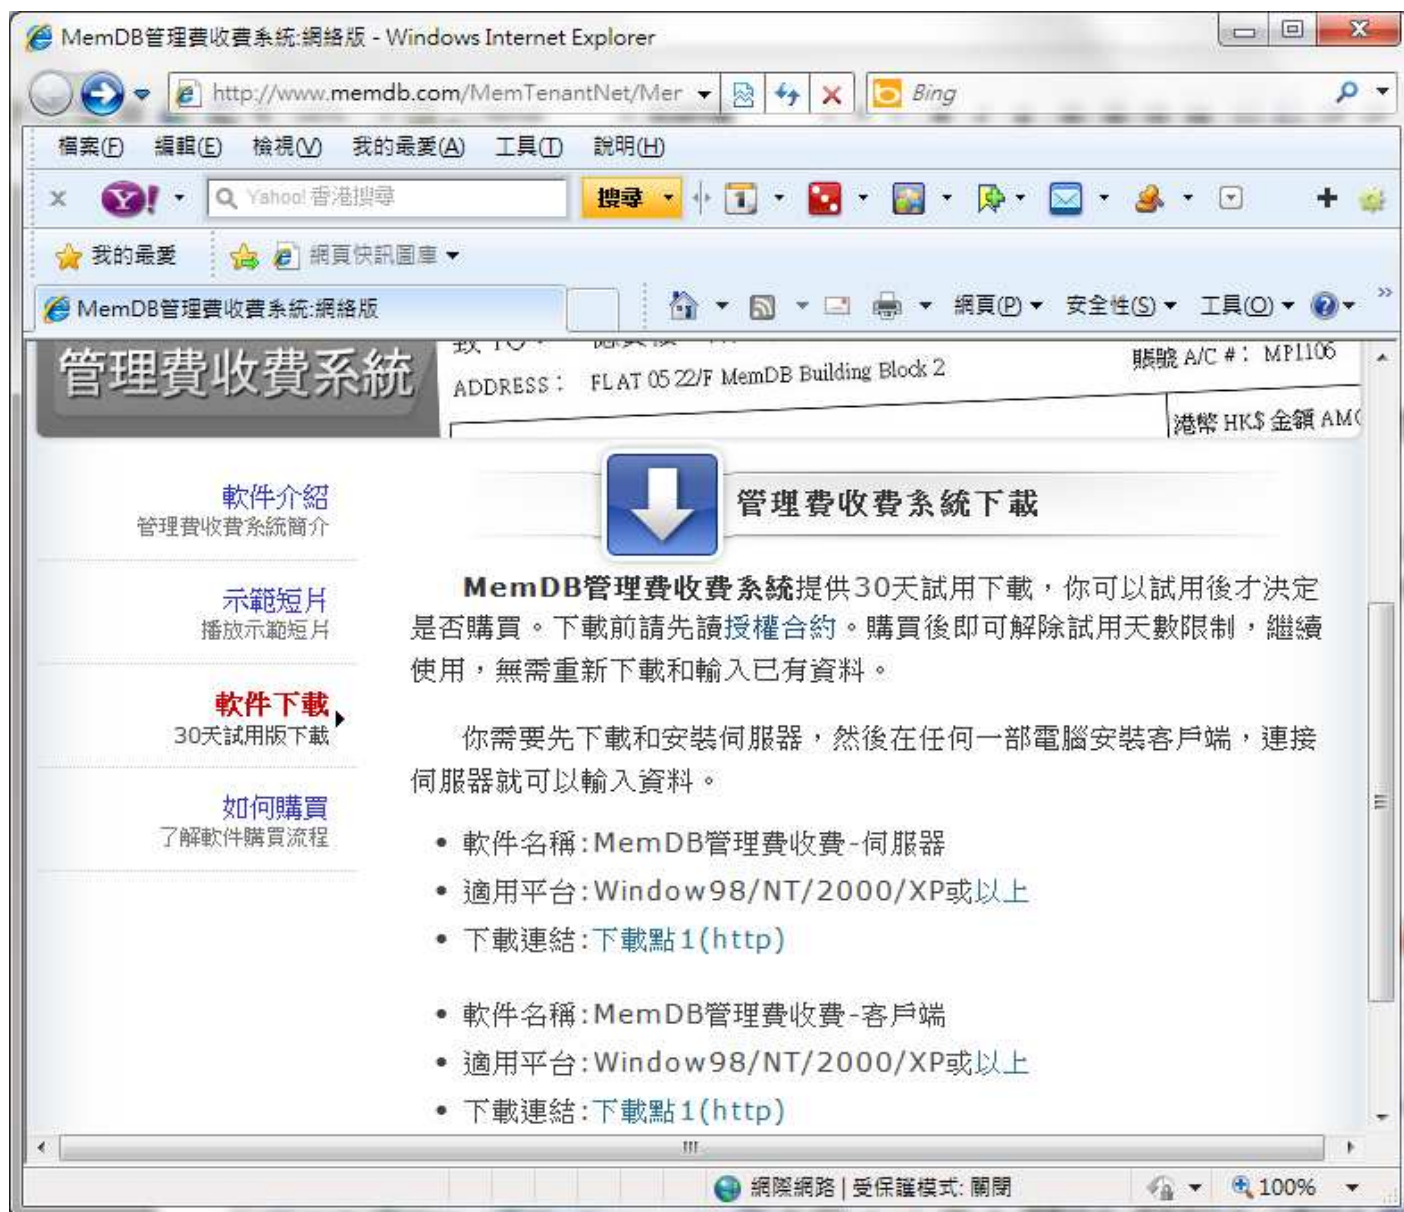 MemDB管理費收費系統:網絡版 - Windows Internet Explorer
http://www.memdb.com/MemTenantNet/Mer
Bing
檔案(F) 編輯(E) 檢視(V) 我的最愛(A) 工具(T) 說明(H)
Yahoo! 香港搜尋 搜尋
我的最愛 網頁快訊圖庫
MemDB管理費收費系統:網絡版 網頁(P) 安全性(S) 工具(O)
管理費收費系統
致 TO:
賬號 A/C #: MP1106
ADDRESS: FLAT 05 22/F MemDB Building Block 2
港幣 HK$ 金額
軟件介紹
管理費收費系統簡介
示範短片
播放示範短片
軟件下載
30天試用版下載
如何購買
了解軟件購買流程
管理費收費系統下載
MemDB管理費收費系統提供30天試用下載,你可以試用後才決定
是否購買。下載前請先讀授權合約。購買後即可解除試用天數限制,繼續
使用,無需重新下載和輸入已有資料。
你需要先下載和安裝伺服器,然後在任何一部電腦安裝客戶端,連接
伺服器就可以輸入資料。
• 軟件名稱:MemDB管理費收費-伺服器
• 適用平台:Window98/NT/2000/XP或以上
• 下載連結:下載點1(http)
• 軟件名稱:MemDB管理費收費-客戶端
• 適用平台:Window98/NT/2000/XP或以上
• 下載連結:下載點1(http)
網際網路 | 受保護模式: 關閉 100%